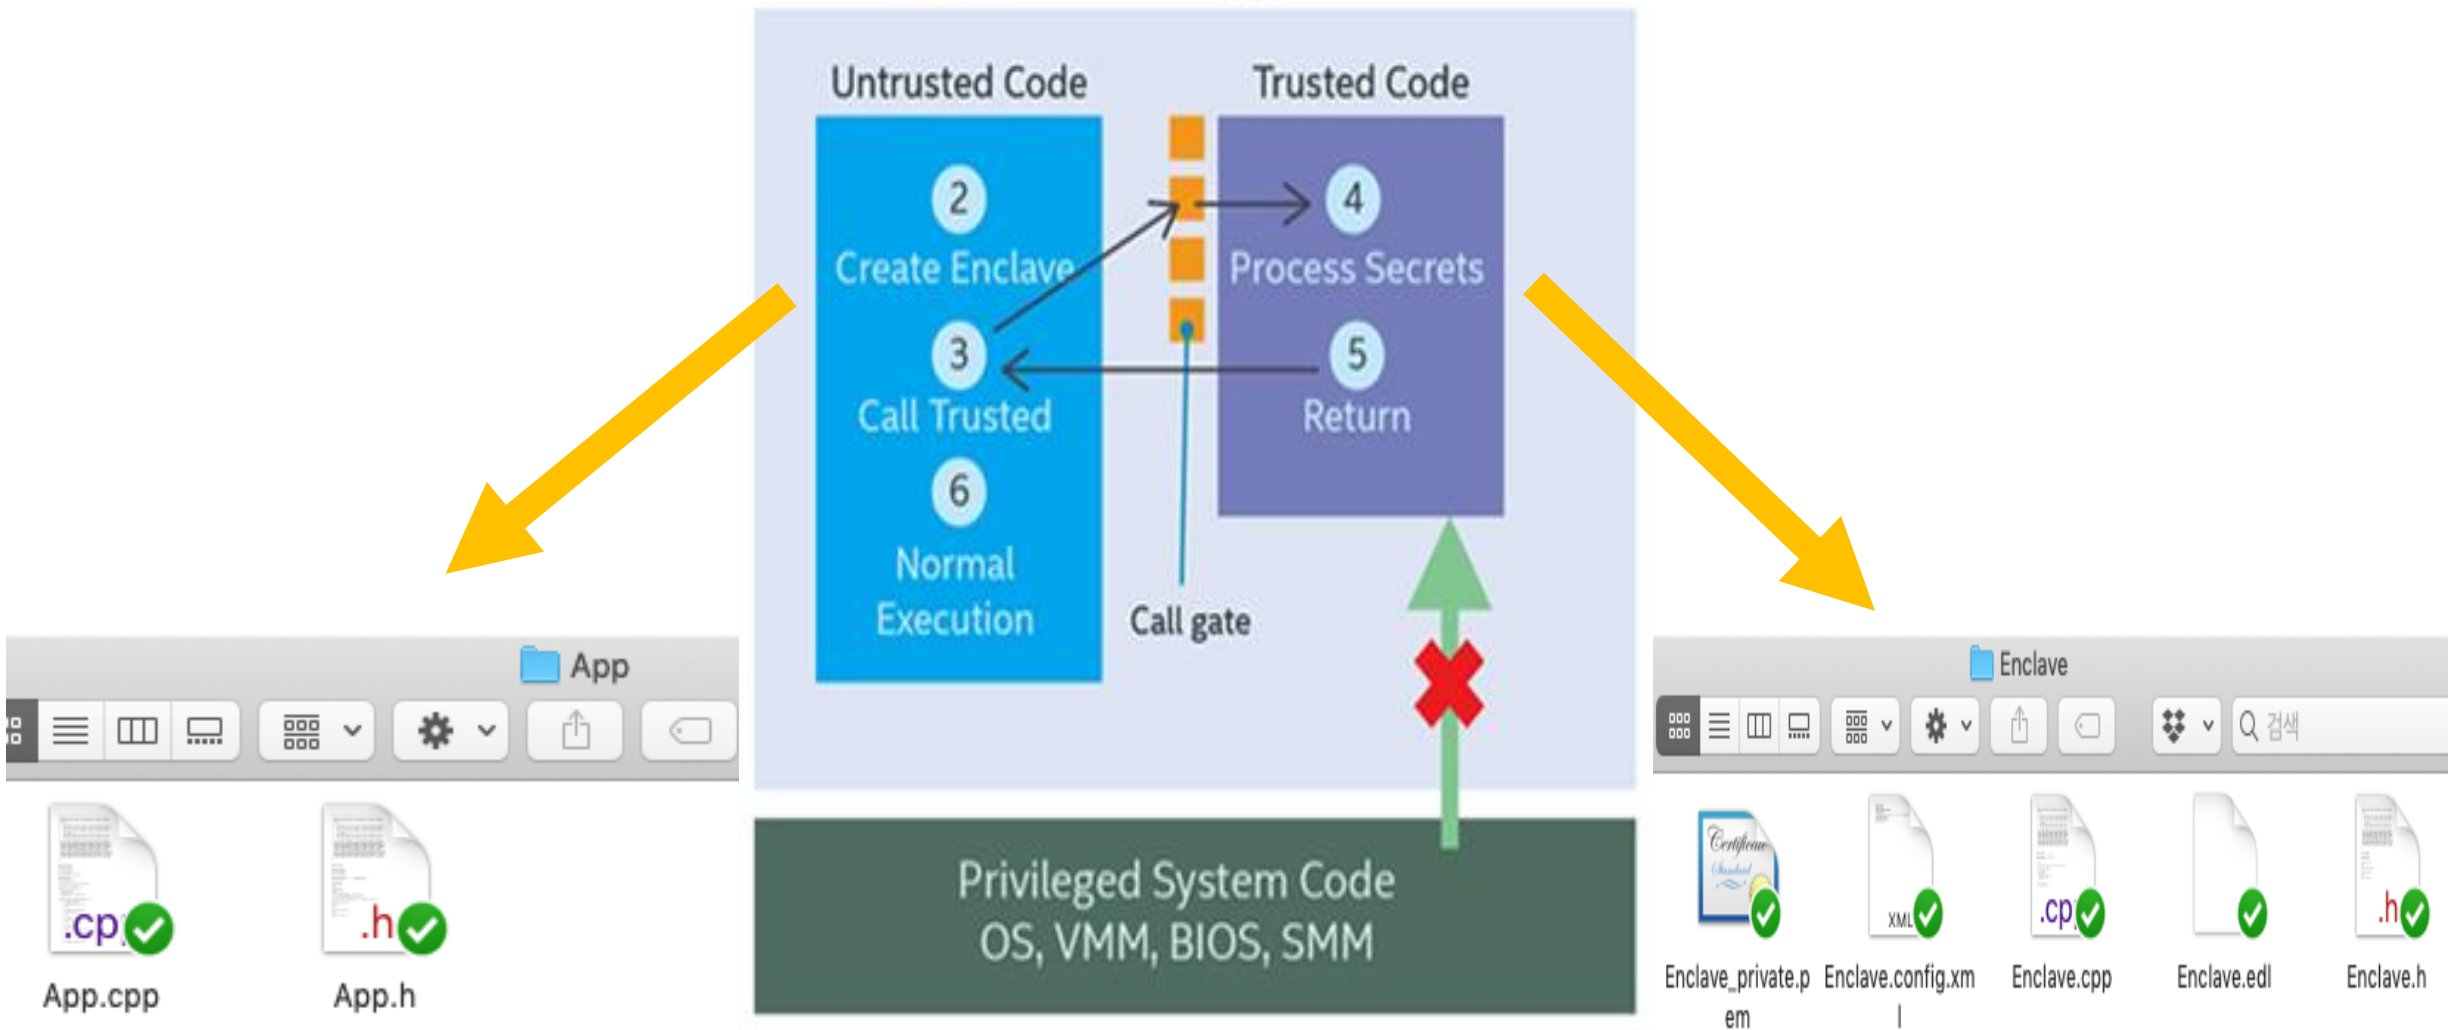 Untrusted Code
Trusted Code
2
Create Enclave
3
Call Trusted
6
Normal
Execution
4
Process Secrets
5
Return
Call gate
Privileged System Code
OS, VMM, BIOS, SMM
App
.cp
.h
App.cpp
App.h
Enclave
검색
Certificate
Standard
XML
.cp
.h
Enclave_private.p
em
Enclave.config.xm
l
Enclave.cpp
Enclave.edl
Enclave.h